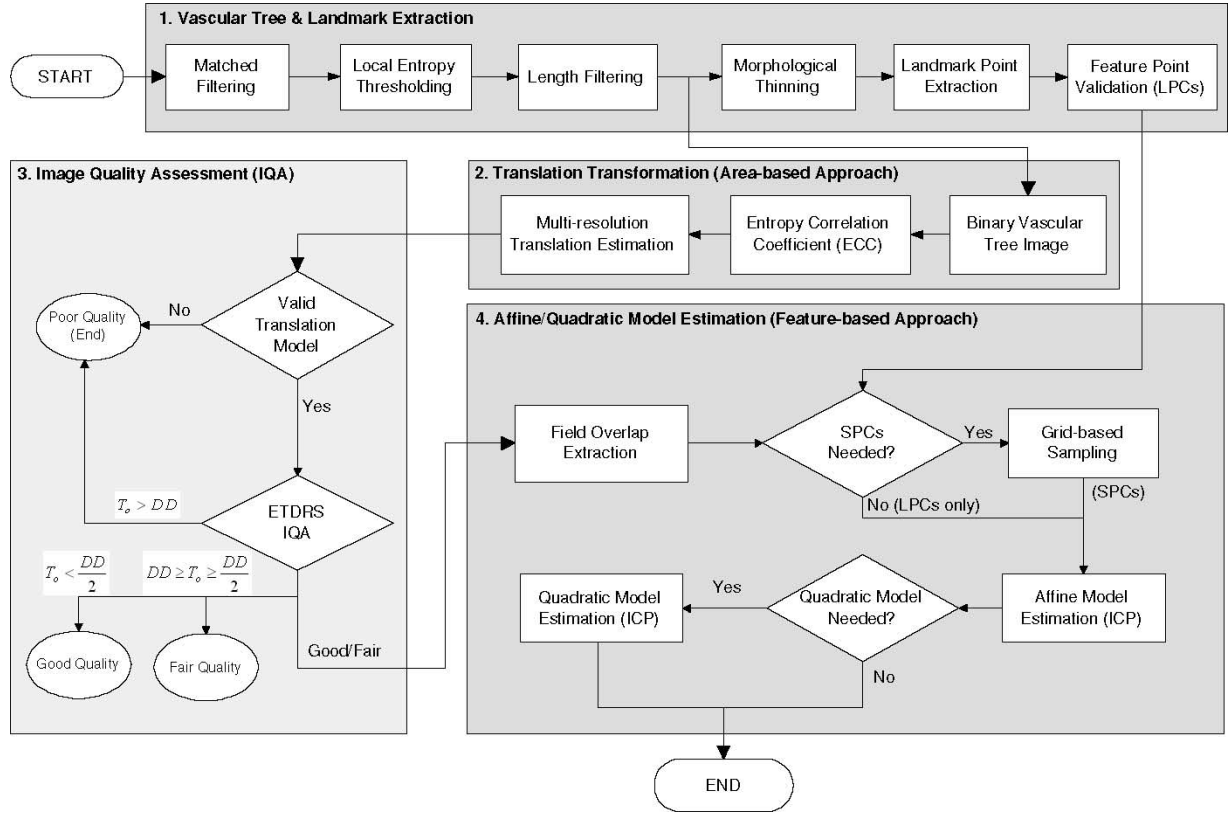 1. Vascular Tree & Landmark Extraction
START
Matched
Filtering
Local Entropy
Thresholding
Length Filtering
Morphological
Thinning
Landmark Point
Extraction
Feature Point
Validation (LPCs)
3. Image Quality Assessment (IQA)
2. Translation Transformation (Area-based Approach)
Multi-resolution
Translation Estimation
Entropy Correlation
Coefficient (ECC)
Binary Vascular
Tree Image
Valid
Translation
Model
No
Poor Quality
(End)
Yes
ETDRS
IQA
T_o > DD
T_o < DD/2
DD ≥ T_o ≥ DD/2
Good Quality
Fair Quality
Good/Fair
4. Affine/Quadratic Model Estimation (Feature-based Approach)
Field Overlap
Extraction
SPCs
Needed?
Yes
Grid-based
Sampling
No (LPCs only)
(SPCs)
Quadratic Model
Estimation (ICP)
Yes
Quadratic Model
Needed?
Affine Model
Estimation (ICP)
No
END